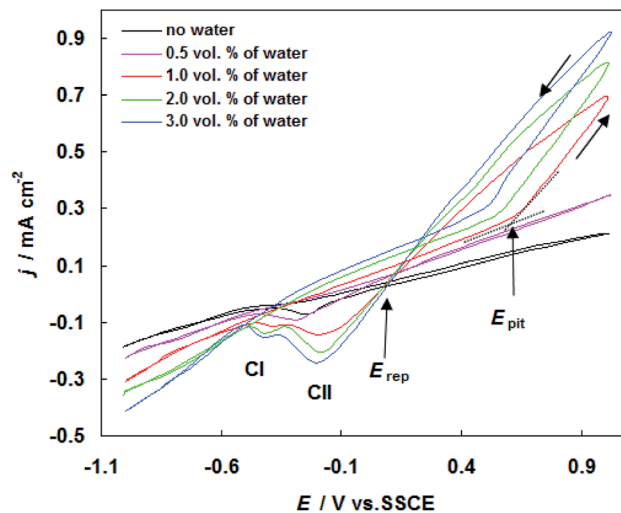 no water
0.5 vol. % of water
1.0 vol. % of water
2.0 vol. % of water
3.0 vol. % of water
0.9
0.7
0.5
0.3
0.1
-0.1
-0.3
-0.5
j / mA cm-2
CI
CII
Erep
Epit
-1.1
-0.6
-0.1
0.4
0.9
E / V vs.SSCE